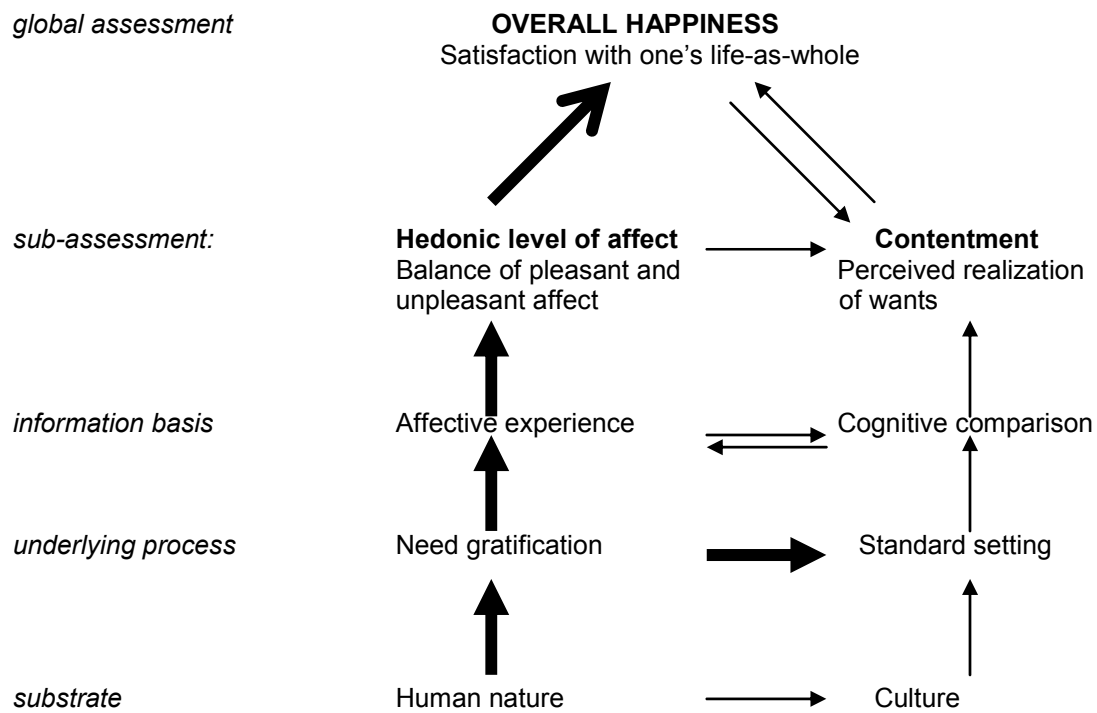 global assessment OVERALL HAPPINESS
Satisfaction with one’s life-as-whole
sub-assessment: Hedonic level of affect Contentment
Balance of pleasant and Perceived realization
unpleasant affect of wants
information basis Affective experience Cognitive comparison
underlying process Need gratification Standard setting
substrate Human nature Culture